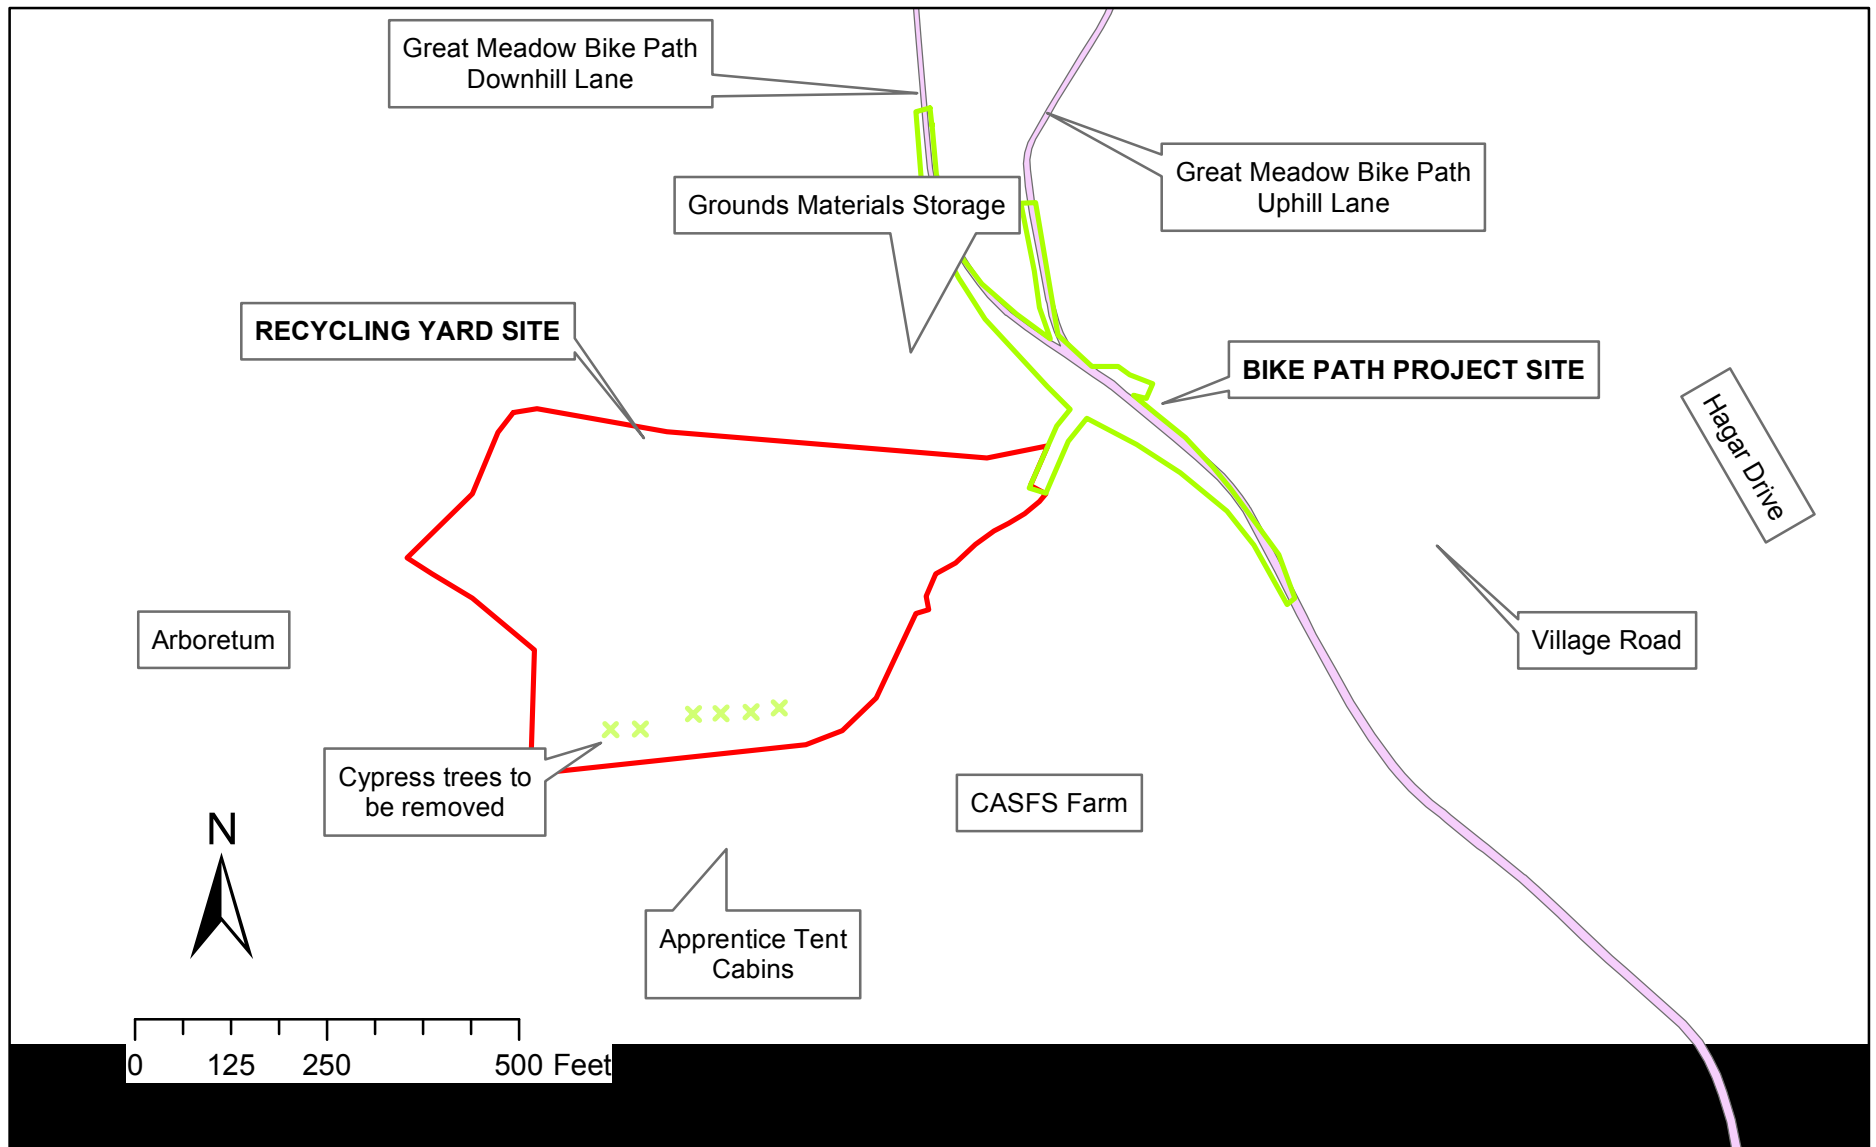 Great Meadow Bike Path
Downhill Lane
Great Meadow Bike Path
Uphill Lane
Grounds Materials Storage
RECYCLING YARD SITE
BIKE PATH PROJECT SITE
Hagar Drive
Arboretum
Village Road
Cypress trees to
be removed
CASFS Farm
N
Apprentice Tent
Cabins
0 125 250 500 Feet